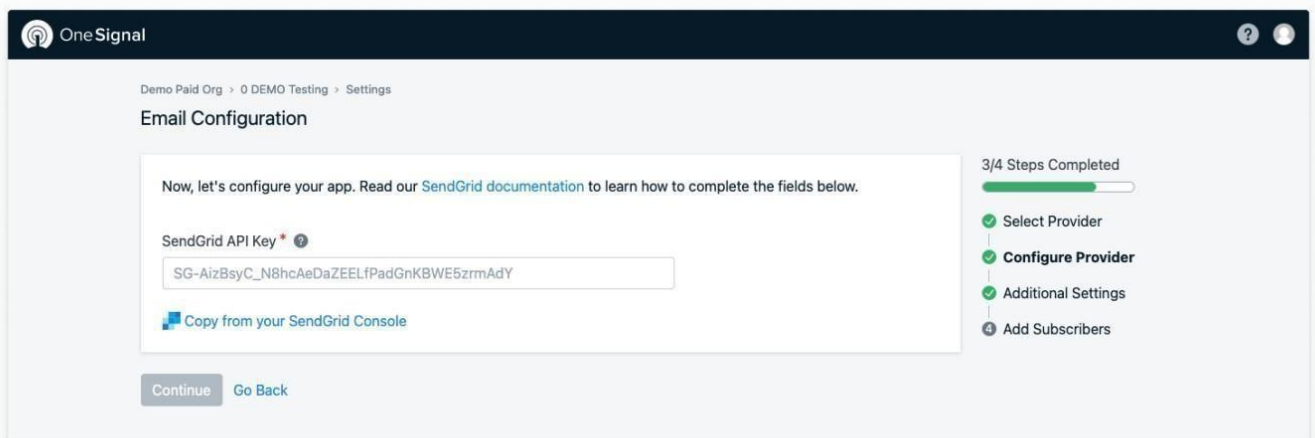 OneSignal
Demo Paid Org > 0 DEMO Testing > Settings
Email Configuration
Now, let's configure your app. Read our SendGrid documentation to learn how to complete the fields below.
SendGrid API Key * ?
SG-AizBsyC_N8hcAeDaZEELfPadGnKBWE5zrmAdY
Copy from your SendGrid Console
Continue Go Back
3/4 Steps Completed
Select Provider
Configure Provider
Additional Settings
4 Add Subscribers